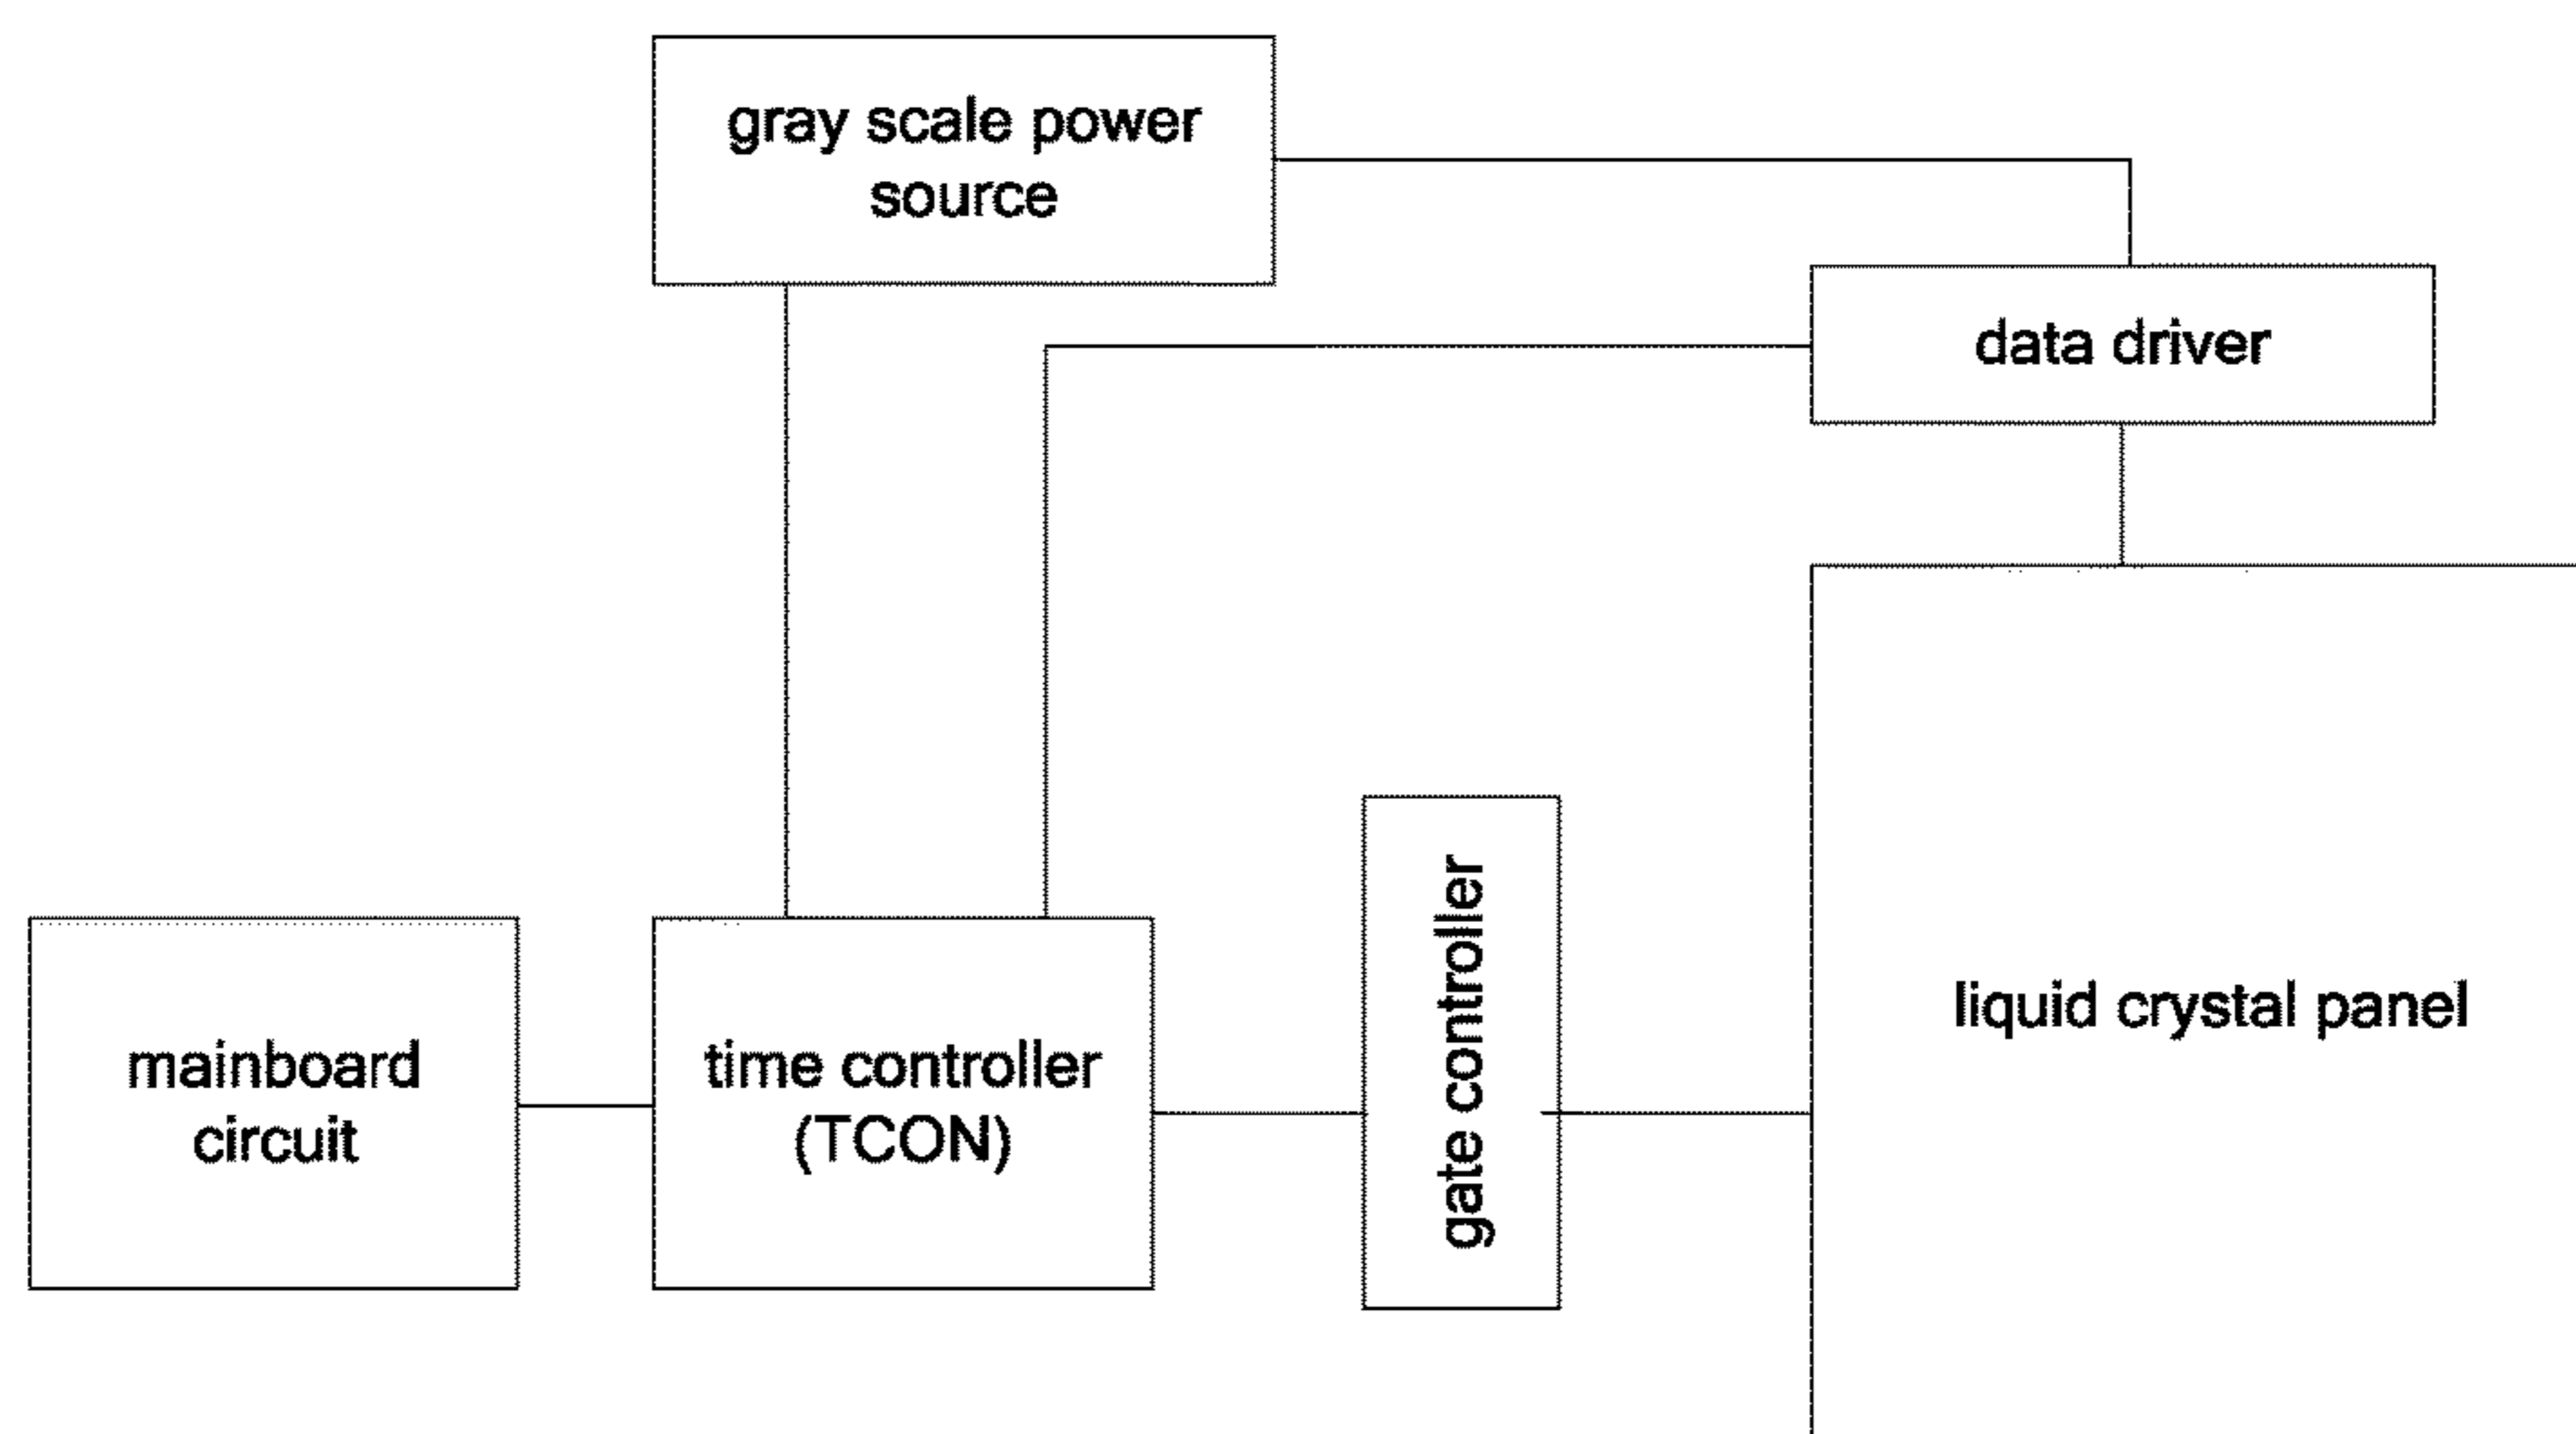 gray scale power
source
data driver
gate controller
liquid crystal panel
mainboard
circuit
time controller
(TCON)